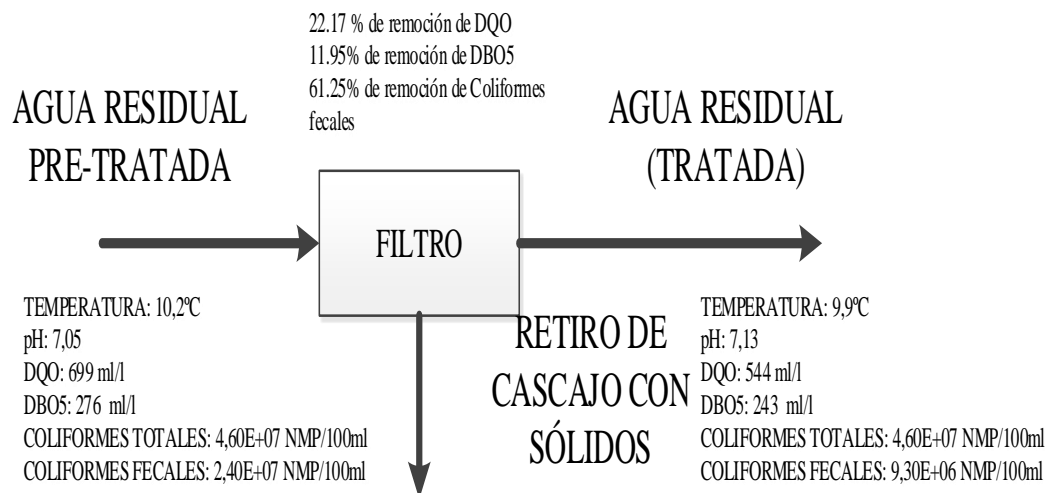 22.17 % de remoción de DQO
11.95% de remoción de DBO5
61.25% de remoción de Coliformes
fecales
AGUA RESIDUAL
PRE-TRATADA
AGUA RESIDUAL
(TRATADA)
FILTRO
TEMPERATURA: 10,2ºC
pH: 7,05
DQO: 699 ml/l
DBO5: 276 ml/l
COLIFORMES TOTALES: 4,60E+07 NMP/100ml
COLIFORMES FECALES: 2,40E+07 NMP/100ml
RETIRO DE
CASCAJO CON
SÓLIDOS
TEMPERATURA: 9,9ºC
pH: 7,13
DQO: 544 ml/l
DBO5: 243 ml/l
COLIFORMES TOTALES: 4,60E+07 NMP/100ml
COLIFORMES FECALES: 9,30E+06 NMP/100ml